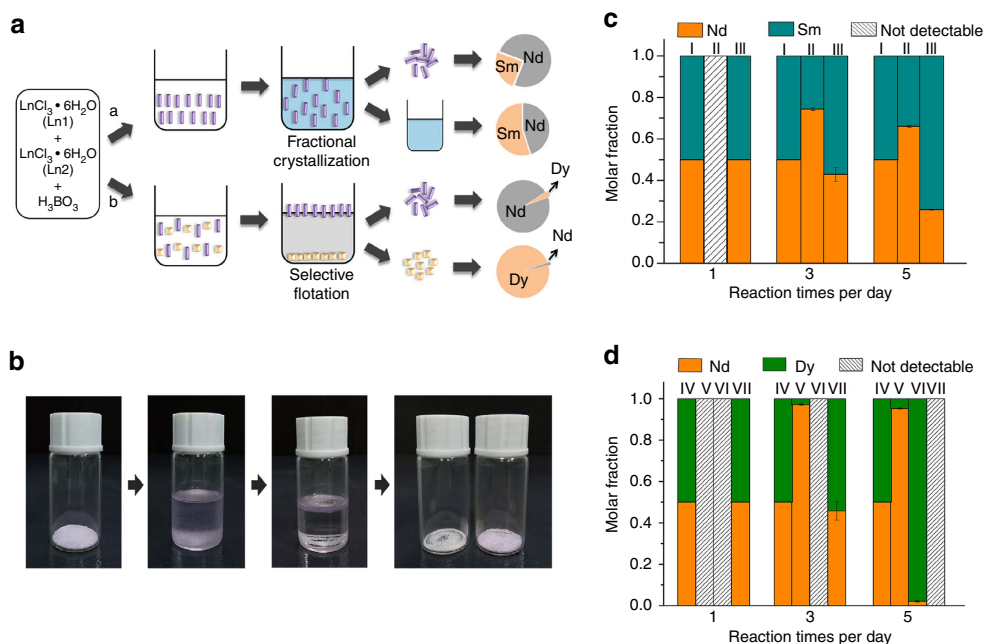 a
LnCl₃ • 6H₂O
(Ln1)
+
LnCl₃ • 6H₂O
(Ln2)
+
H₃BO₃
a
b
Fractional
crystallization
Sm
Nd
Sm
Nd
Selective
flotation
Dy
Nd
Nd
Dy
b
c
Nd Sm Not detectable
I II III I II III I II III
1.0
0.8
0.6
0.4
0.2
0.0
Molar fraction
1 3 5
Reaction times per day
d
Nd Dy Not detectable
IV V VI VII IV V VI VII IV V VI VII
1.0
0.8
0.6
0.4
0.2
0.0
Molar fraction
1 3 5
Reaction times per day